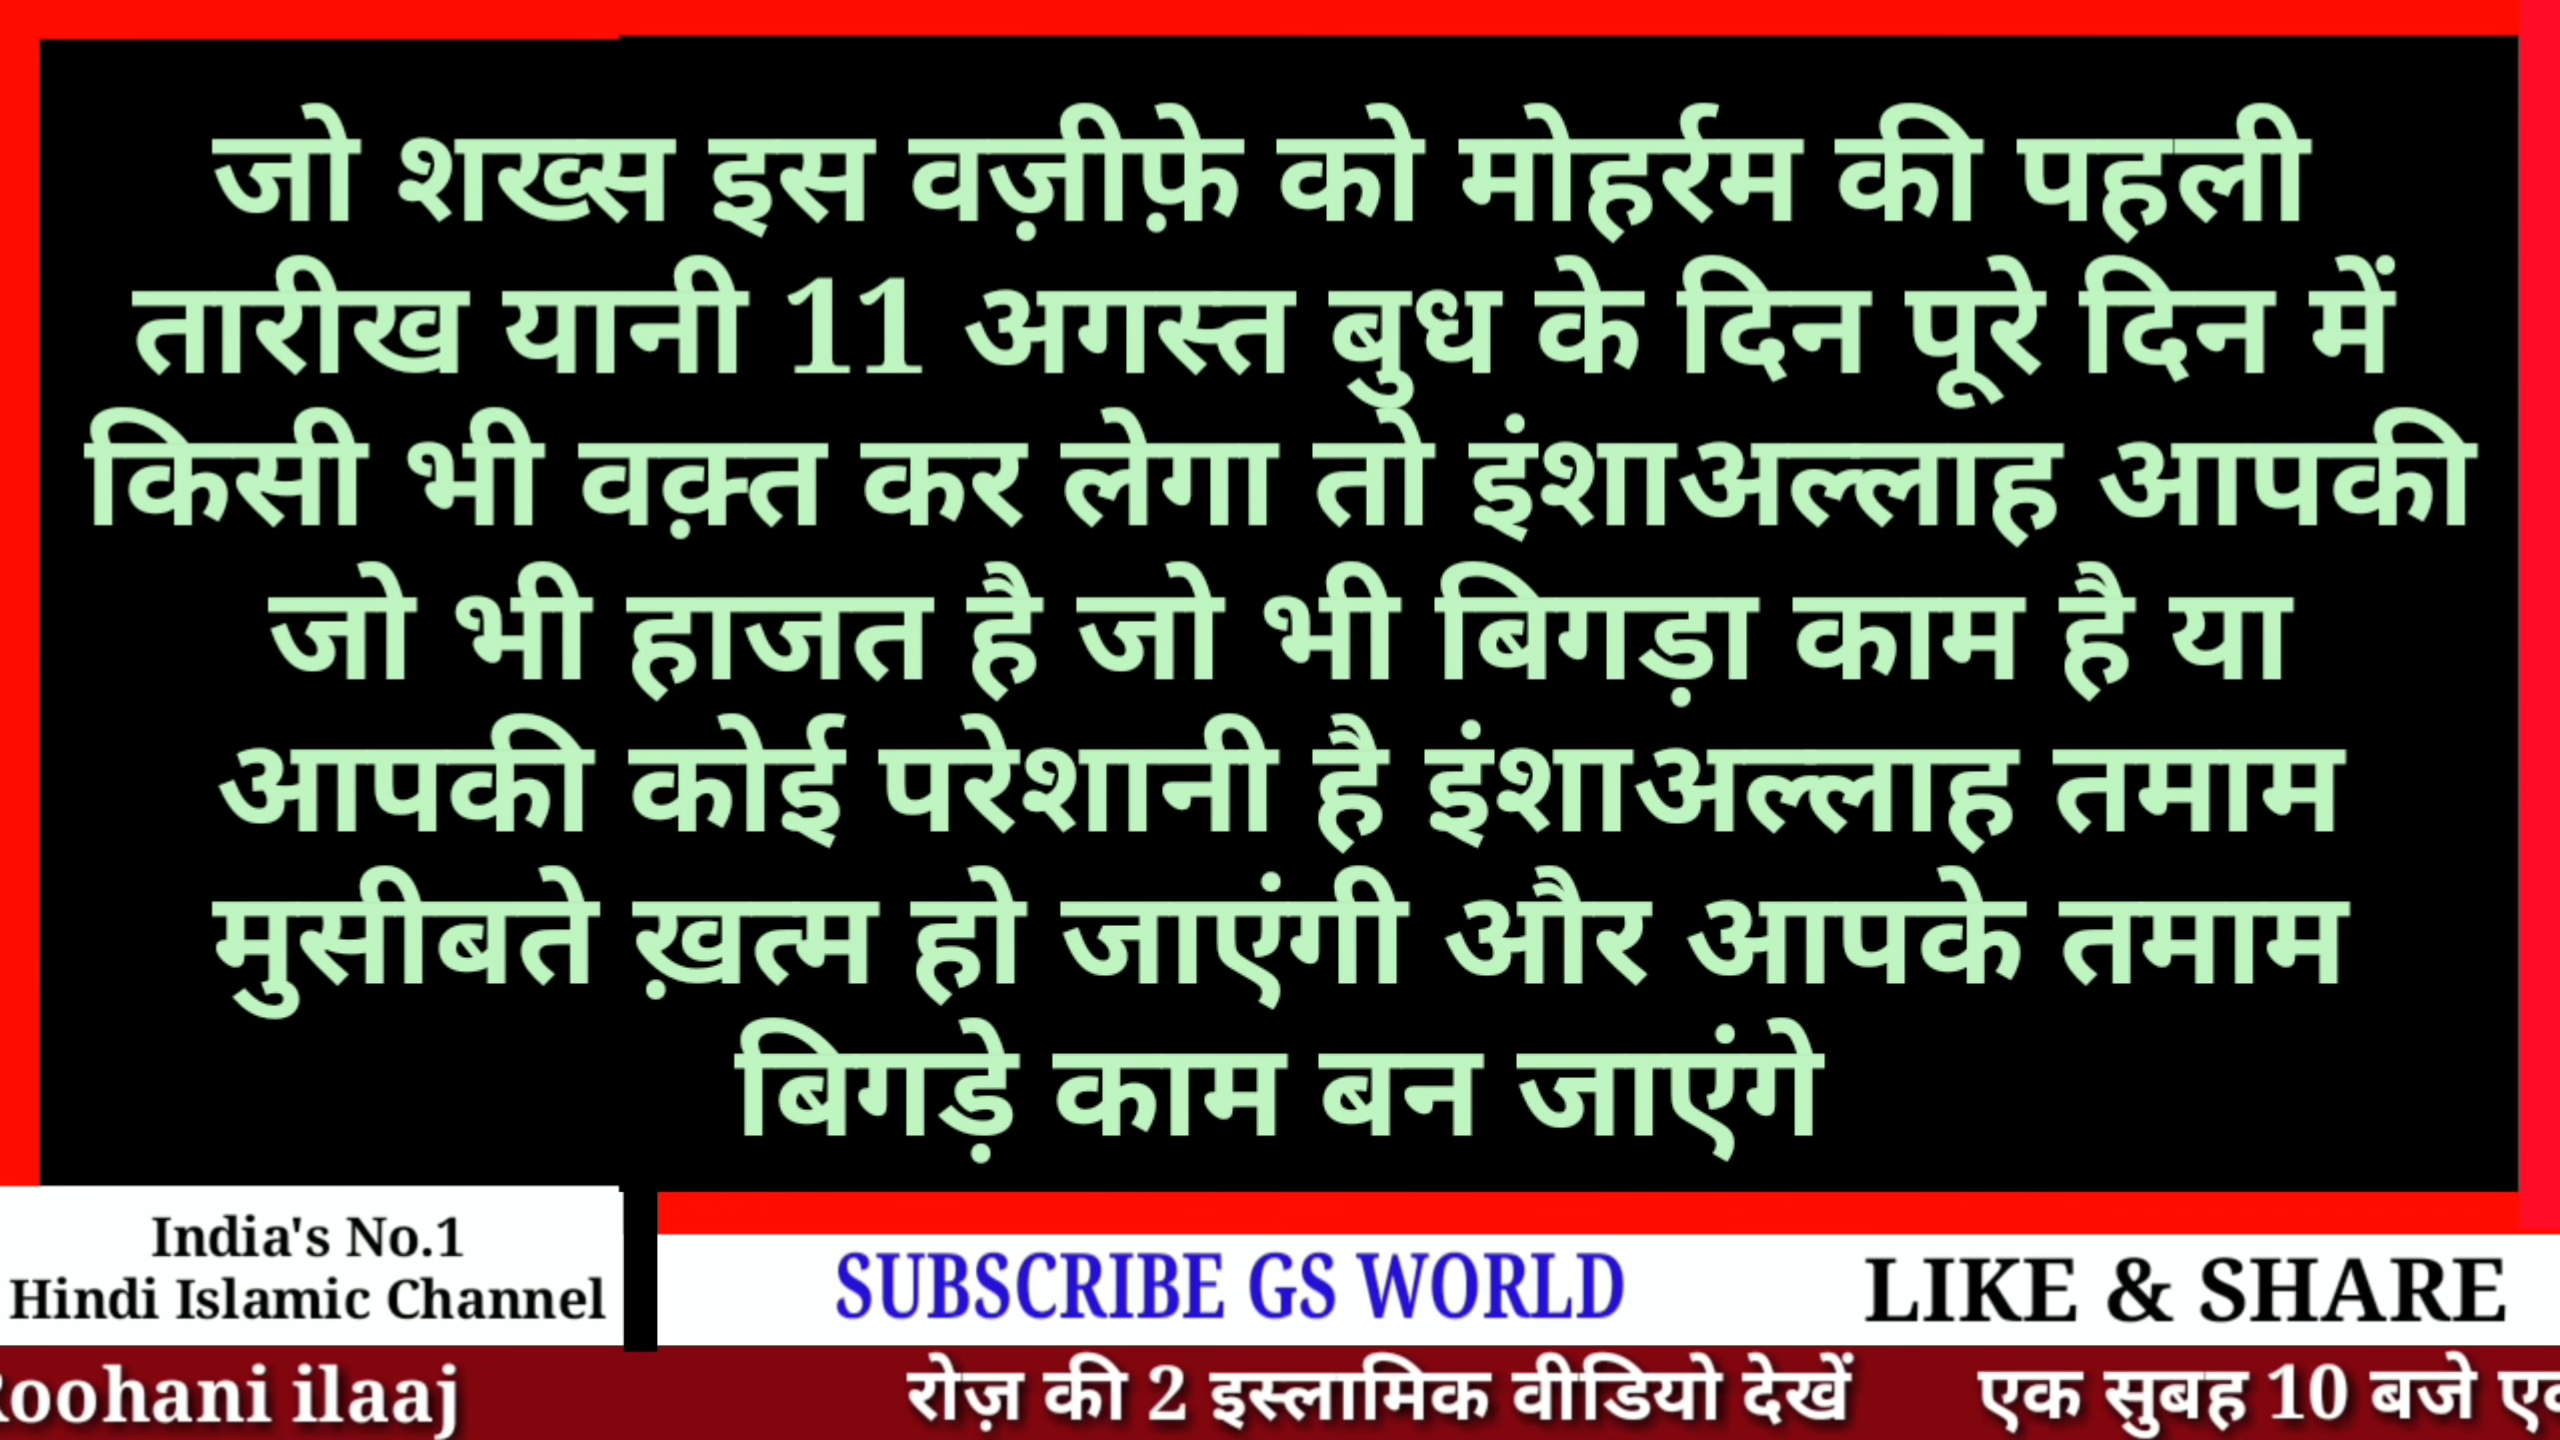 जो शख्स इस वज़ीफ़े को मोहर्रम की पहली
तारीख यानी 11 अगस्त बुध के दिन पूरे दिन में
किसी भी वक़्त कर लेगा तो इंशाअल्लाह आपकी
जो भी हाजत है जो भी बिगड़ा काम है या
आपकी कोई परेशानी है इंशाअल्लाह तमाम
मुसीबते ख़त्म हो जाएंगी और आपके तमाम
बिगड़े काम बन जाएंगे
India's No.1
Hindi Islamic Channel
SUBSCRIBE GS WORLD
LIKE & SHARE
ilaaj रोज़ की 2 इस्लामिक वीडियो देखें एक सुबह 10 बजे